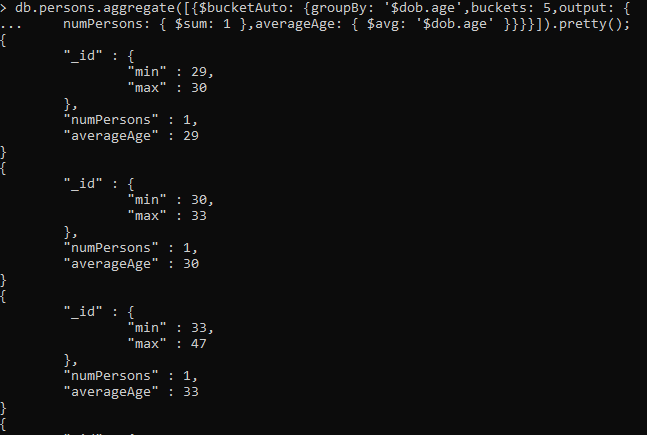 > db.persons.aggregate([{$bucketAuto: {groupBy: '$dob.age',buckets: 5,output: {
...     numPersons: { $sum: 1 },averageAge: { $avg: '$dob.age' }}}}]).pretty();
{
        "_id" : {
                "min" : 29,
                "max" : 30
        },
        "numPersons" : 1,
        "averageAge" : 29
}
{
        "_id" : {
                "min" : 30,
                "max" : 33
        },
        "numPersons" : 1,
        "averageAge" : 30
}
{
        "_id" : {
                "min" : 33,
                "max" : 47
        },
        "numPersons" : 1,
        "averageAge" : 33
}
{